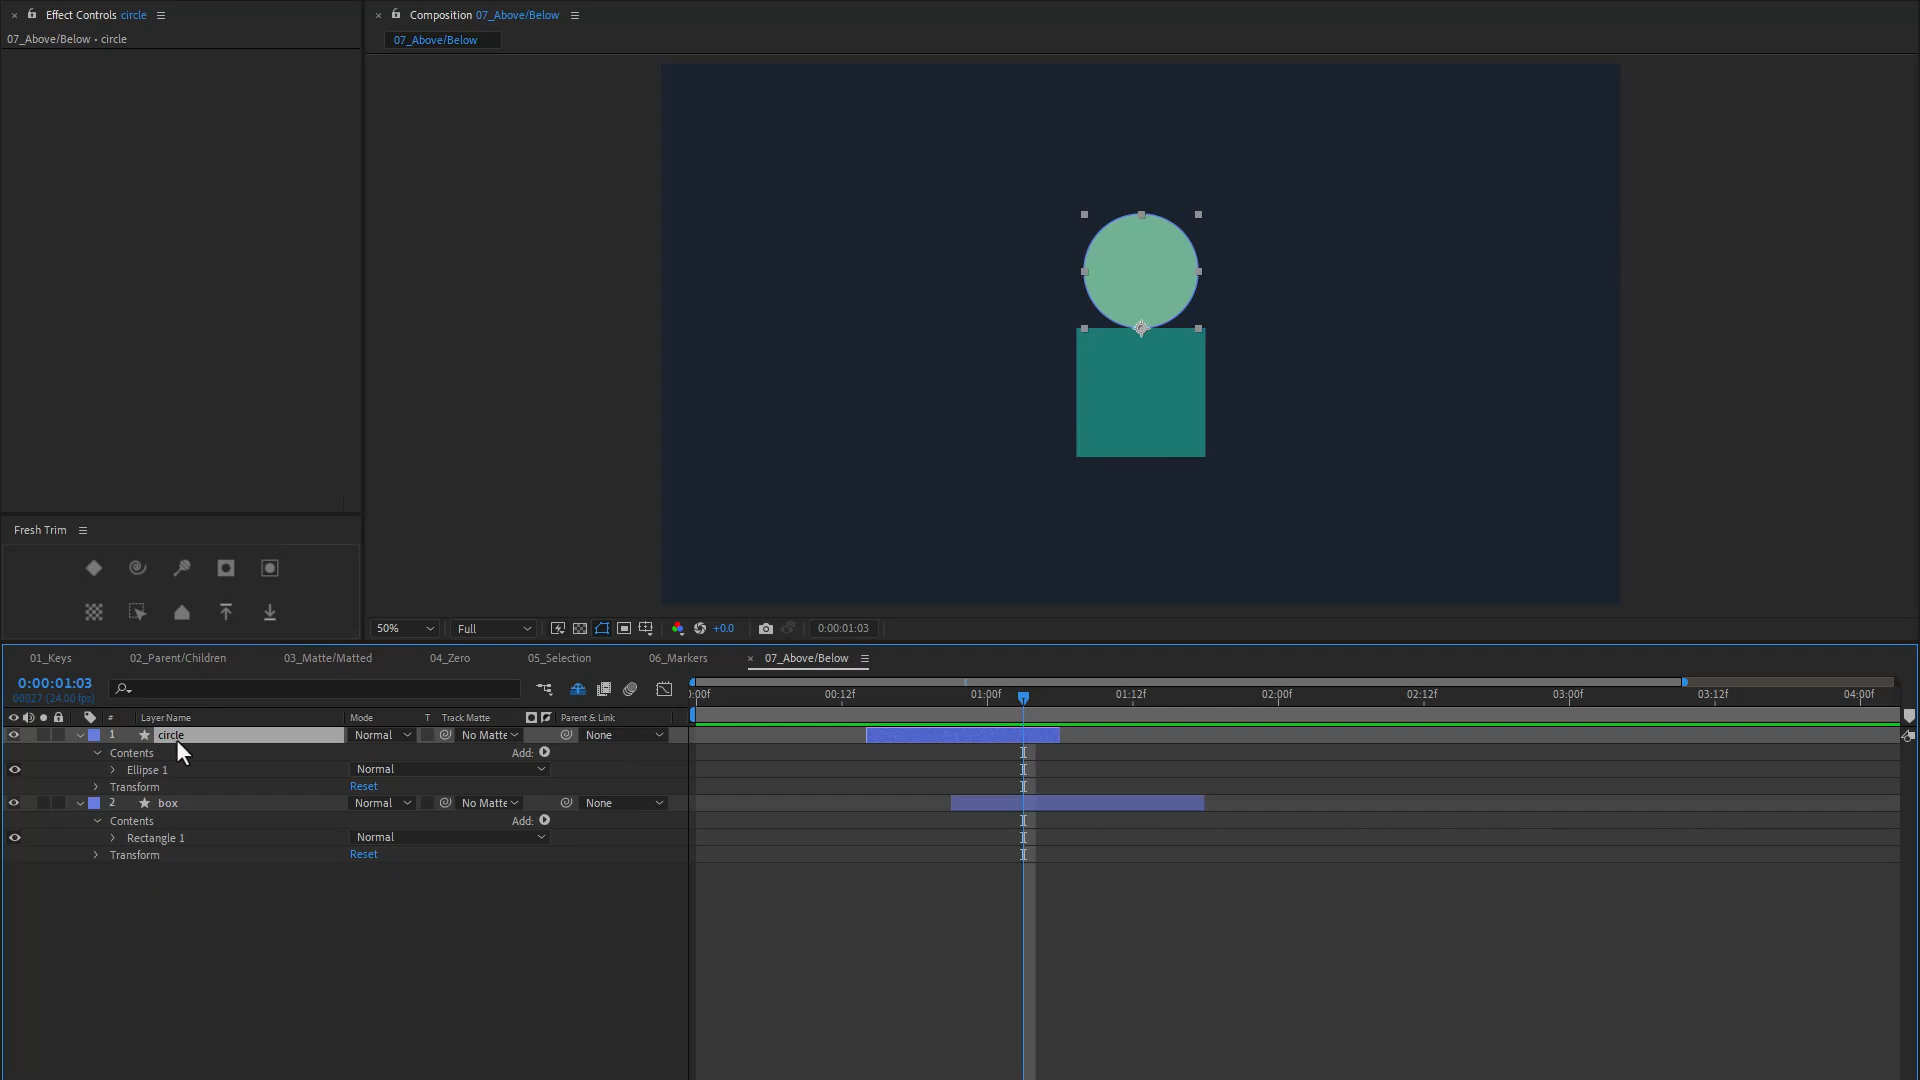 Effect Controls circle
07_Above/Below • circle
Composition 07_Above/Below
07_Above/Below
Fresh Trim
50%
Full
+0.0
0:00:01:03
01_Keys
02_Parent/Children
03_Matte/Matted
04_Zero
05_Selection
06_Markers
07_Above/Below
0:00:01:03
00027 (24.00 fps)
):00f
00:12f
01:00f
01:12f
02:00f
02:12f
03:00f
03:12f
04:00f
# Layer Name Mode T Track Matte Parent & Link
1 circle Normal No Matte None
Contents Add:
Ellipse 1 Normal
Transform Reset
2 box Normal No Matte None
Contents Add:
Rectangle 1 Normal
Transform Reset